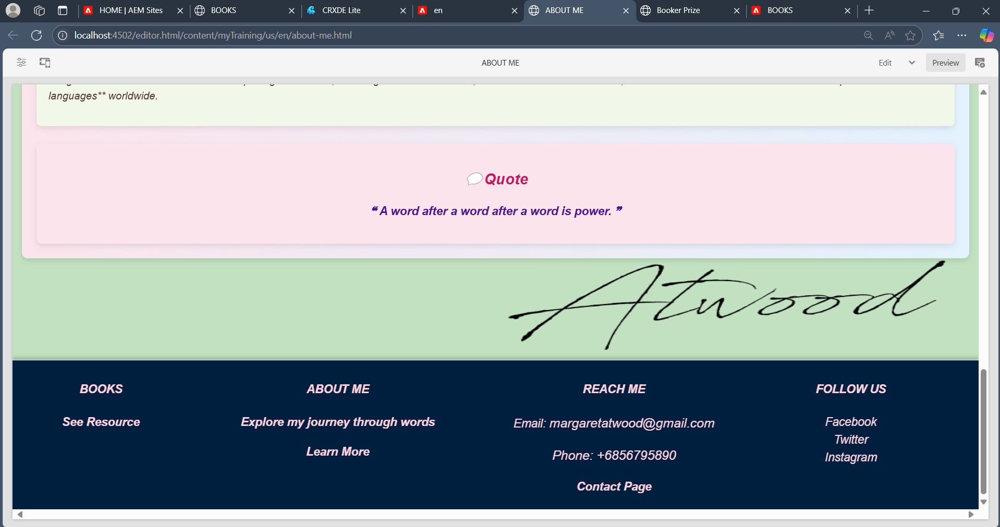 HOME | AEM Sites
BOOKS
CRXDE Lite
en
ABOUT ME
Booker Prize
BOOKS
localhost:4502/editor.html/content/myTraining/us/en/about-me.html
ABOUT ME
Edit
Preview
languages** worldwide.
Quote
❝ A word after a word after a word is power. ❞
Atwood
BOOKS
See Resource
ABOUT ME
Explore my journey through words
Learn More
REACH ME
Email: margaretatwood@gmail.com
Phone: +6856795890
Contact Page
FOLLOW US
Facebook
Twitter
Instagram